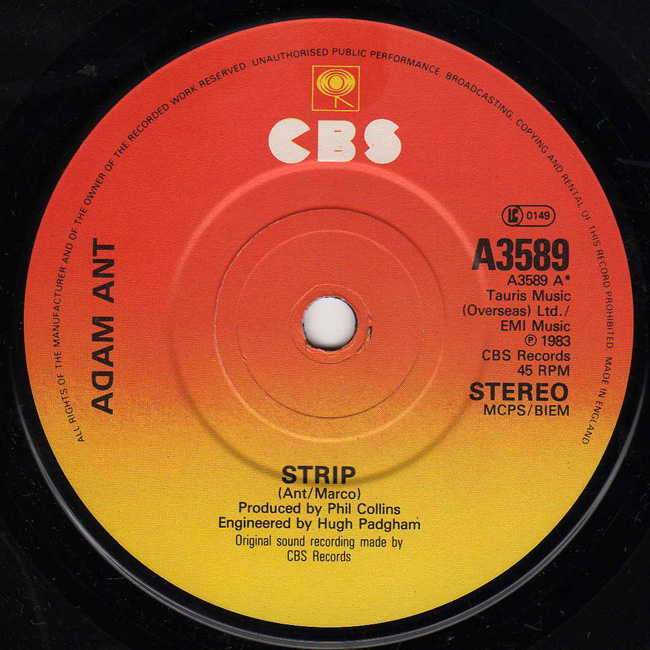 ALL RIGHTS OF THE MANUFACTURER AND OF THE OWNER OF THE RECORDED WORK RESERVED. UNAUTHORISED PUBLIC PERFORMANCE, BROADCASTING, COPYING AND RENTAL OF THIS RECORD PROHIBITED. MADE IN ENGLAND
CBS
LC 0149
ADAM ANT
A3589
A3589 A*
Tauris Music
(Overseas) Ltd./
EMI Music
℗ 1983
CBS Records
45 RPM
STEREO
MCPS/BIEM
STRIP
(Ant/Marco)
Produced by Phil Collins
Engineered by Hugh Padgham
Original sound recording made by
CBS Records